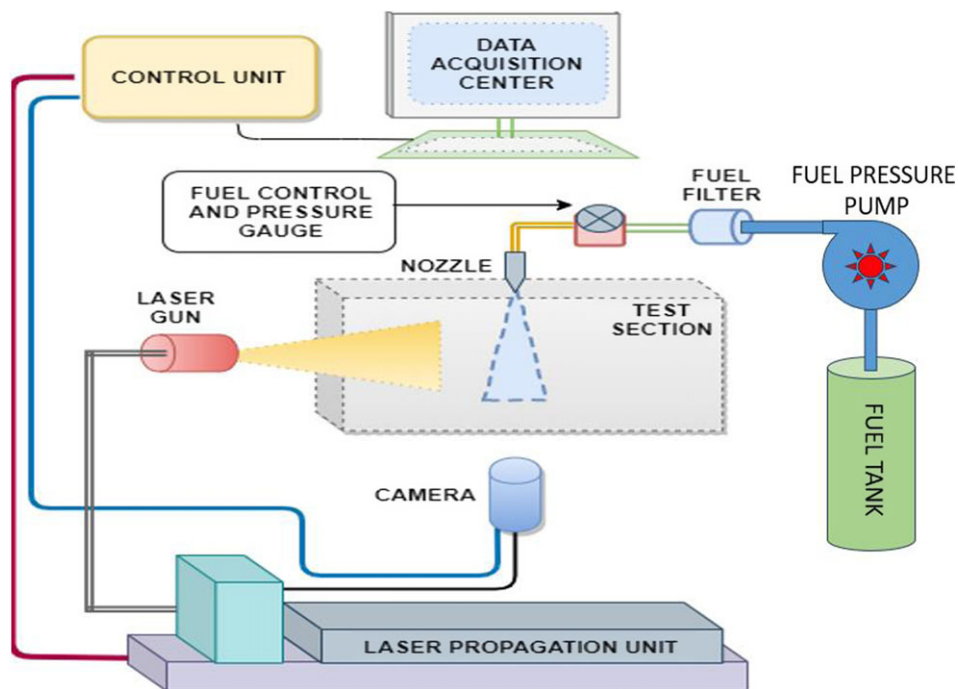 CONTROL UNIT
DATA
ACQUISITION
CENTER
FUEL CONTROL
AND PRESSURE
GAUGE
FUEL
FILTER
FUEL PRESSURE
PUMP
NOZZLE
LASER
GUN
TEST
SECTION
CAMERA
FUEL TANK
LASER PROPAGATION UNIT